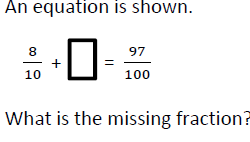 An equation is shown.
8/10 + □ = 97/100
What is the missing fraction?